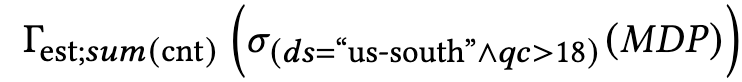 Γest;sum(cnt) (σ(ds=“us-south”∧qc>18)(MDP))